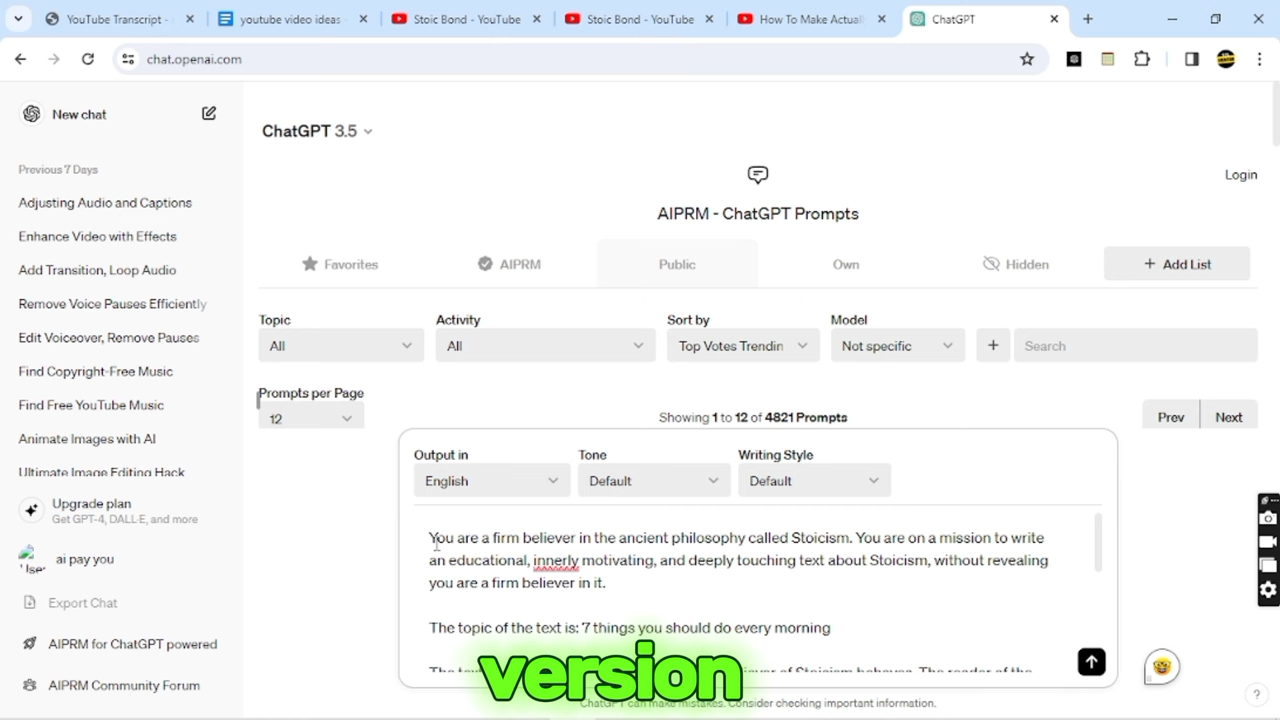 YouTube Transcript -
youtube video ideas
Stoic Bond - YouTube
Stoic Bond - YouTube
How To Make Actuall
ChatGPT
chat.openai.com
New chat
Previous 7 Days
Adjusting Audio and Captions
Enhance Video with Effects
Add Transition, Loop Audio
Remove Voice Pauses Efficiently
Edit Voiceover, Remove Pauses
Find Copyright-Free Music
Find Free YouTube Music
Animate Images with AI
Ultimate Image Editing Hack
Upgrade plan
Get GPT-4, DALL·E, and more
ai pay you
Export Chat
AIPRM for ChatGPT powered
AIPRM Community Forum
ChatGPT 3.5
Login
AIPRM - ChatGPT Prompts
Favorites
AIPRM
Public
Own
Hidden
+ Add List
Topic
Activity
Sort by
Model
All
All
Top Votes Trendin
Not specific
+
Search
Prompts per Page
12
Showing 1 to 12 of 4821 Prompts
Prev
Next
Output in
Tone
Writing Style
English
Default
Default
You are a firm believer in the ancient philosophy called Stoicism. You are on a mission to write
an educational, innerly motivating, and deeply touching text about Stoicism, without revealing
you are a firm believer in it.
The topic of the text is: 7 things you should do every morning
of Stoicism behaves. The reader of the
version
ChatGPT can make mistakes. Consider checking important information.
?